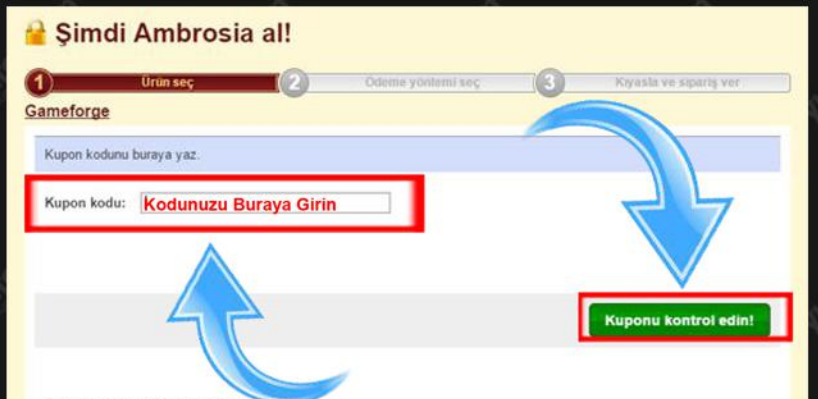 Şimdi Ambrosia al!
1 Ürün seç 2 Ödeme yöntemi seç 3 Kıyasla ve sipariş ver
Gameforge
Kupon kodunu buraya yaz.
Kupon kodu: Kodunuzu Buraya Girin
Kuponu kontrol edin!